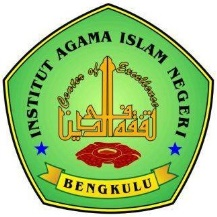 INSTITUT AGAMA ISLAM NEGERI
Center of Excellence
BENGKULU